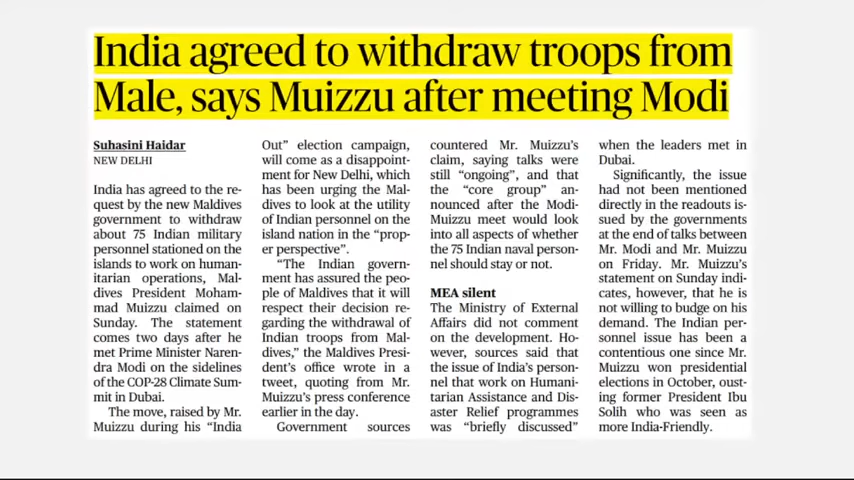 India agreed to withdraw troops from
Male, says Muizzu after meeting Modi
Suhasini Haidar
NEW DELHI
India has agreed to the re-
quest by the new Maldives
government to withdraw
about 75 Indian military
personnel stationed on the
islands to work on human-
itarian operations, Mal-
dives President Moham-
mad Muizzu claimed on
Sunday. The statement
comes two days after he
met Prime Minister Naren-
dra Modi on the sidelines
of the COP-28 Climate Sum-
mit in Dubai.
The move, raised by Mr.
Muizzu during his “India
Out” election campaign,
will come as a disappoint-
ment for New Delhi, which
has been urging the Mal-
dives to look at the utility
of Indian personnel on the
island nation in the “prop-
er perspective”.
“The Indian govern-
ment has assured the peo-
ple of Maldives that it will
respect their decision re-
garding the withdrawal of
Indian troops from Mal-
dives,” the Maldives Presi-
dent’s office wrote in a
tweet, quoting from Mr.
Muizzu’s press conference
earlier in the day.
Government sources
countered Mr. Muizzu’s
claim, saying talks were
still “ongoing”, and that
the “core group” an-
nounced after the Modi-
Muizzu meet would look
into all aspects of whether
the 75 Indian naval person-
nel should stay or not.
MEA silent
The Ministry of External
Affairs did not comment
on the development. Ho-
wever, sources said that
the issue of India’s person-
nel that work on Humani-
tarian Assistance and Dis-
aster Relief programmes
was “briefly discussed”
when the leaders met in
Dubai.
Significantly, the issue
had not been mentioned
directly in the readouts is-
sued by the governments
at the end of talks between
Mr. Modi and Mr. Muizzu
on Friday. Mr. Muizzu’s
statement on Sunday indi-
cates, however, that he is
not willing to budge on his
demand. The Indian per-
sonnel issue has been a
contentious one since Mr.
Muizzu won presidential
elections in October, oust-
ing former President Ibu
Solih who was seen as
more India-Friendly.